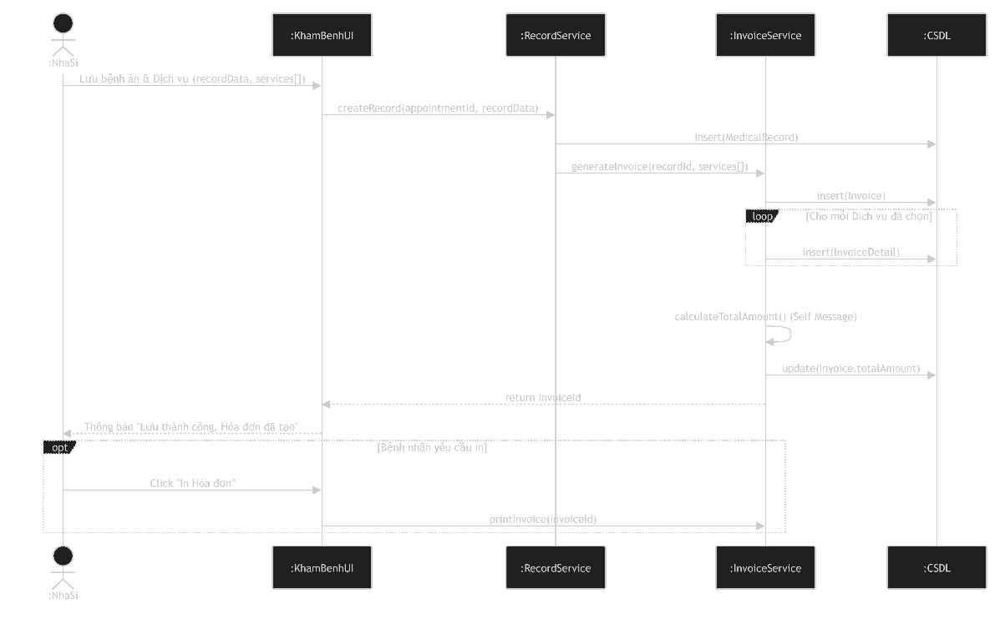 :NhaSi
:KhamBenhUI
:RecordService
:InvoiceService
:CSDL
Lưu bệnh án & Dịch vụ (recordData, services[])
createRecord(appointmentId, recordData)
insert(MedicalRecord)
generateInvoice(recordId, services[])
insert(Invoice)
loop
[Cho mỗi Dịch vụ đã chọn]
insert(InvoiceDetail)
calculateTotalAmount() (Self Message)
update(Invoice.totalAmount)
return invoiceId
Thông báo "Lưu thành công, Hóa đơn đã tạo"
opt
[Bệnh nhân yêu cầu in]
Click "In Hóa đơn"
printInvoice(invoiceId)
:NhaSi
:KhamBenhUI
:RecordService
:InvoiceService
:CSDL